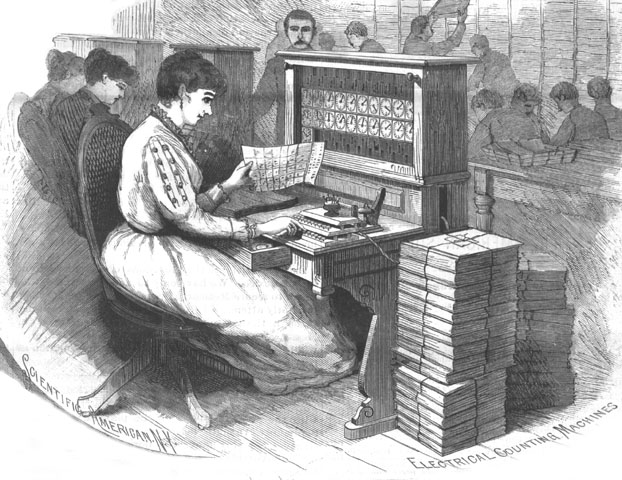 SCIENTIFIC AMERICAN. N.Y.
ELECTRICAL COUNTING MACHINES